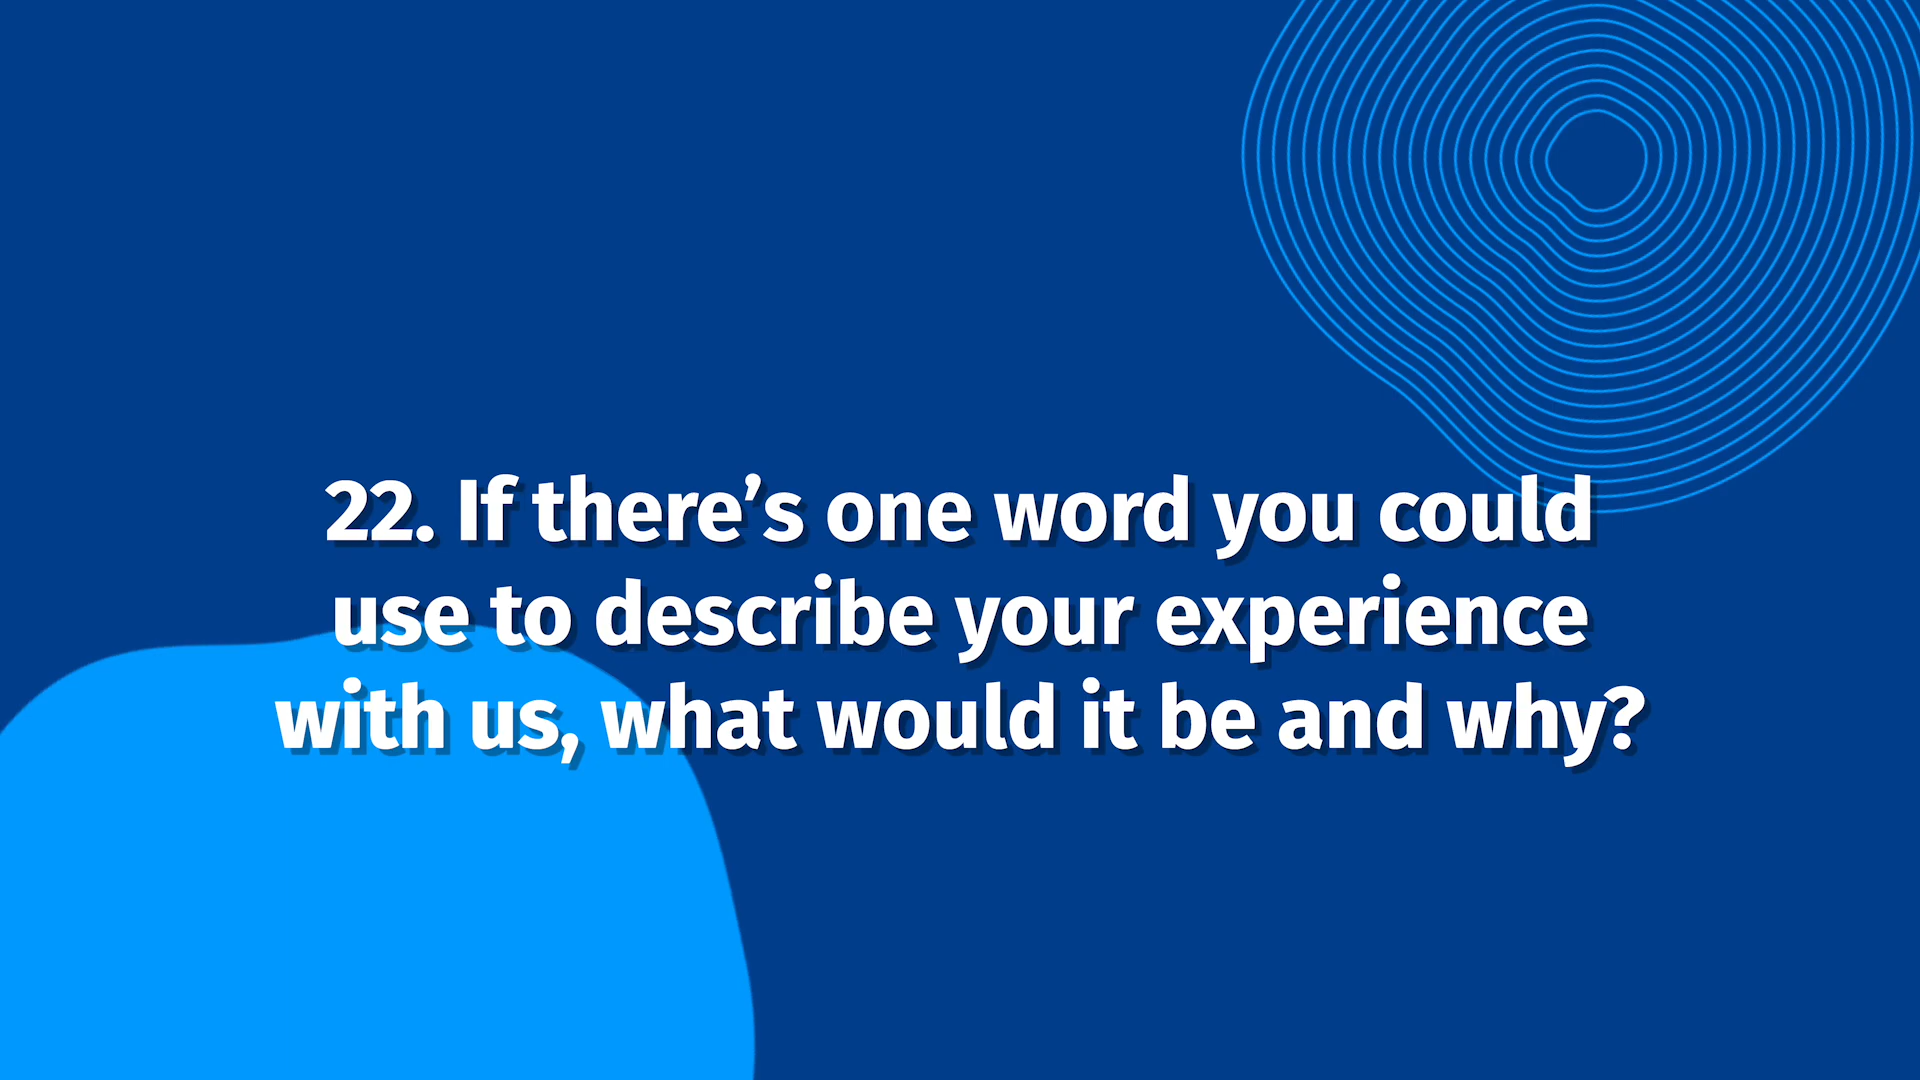 22. If there’s one word you could
use to describe your experience
with us, what would it be and why?